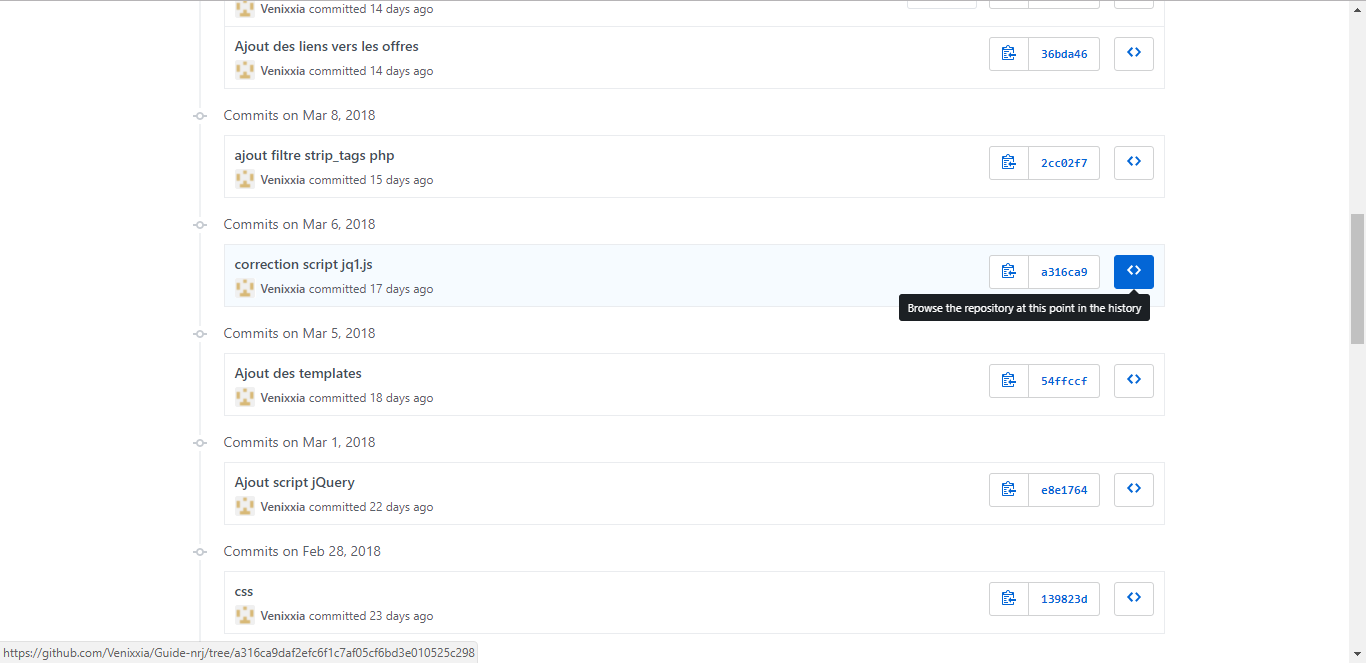 Venixxia committed 14 days ago
Ajout des liens vers les offres
36bda46
Venixxia committed 14 days ago
Commits on Mar 8, 2018
ajout filtre strip_tags php
2cc02f7
Venixxia committed 15 days ago
Commits on Mar 6, 2018
correction script jq1.js
a316ca9
Venixxia committed 17 days ago
Browse the repository at this point in the history
Commits on Mar 5, 2018
Ajout des templates
54ffccf
Venixxia committed 18 days ago
Commits on Mar 1, 2018
Ajout script jQuery
e8e1764
Venixxia committed 22 days ago
Commits on Feb 28, 2018
css
139823d
Venixxia committed 23 days ago
https://github.com/Venixxia/Guide-nrj/tree/a316ca9daf2efc6f1c7af05cf6bd3e010525c298